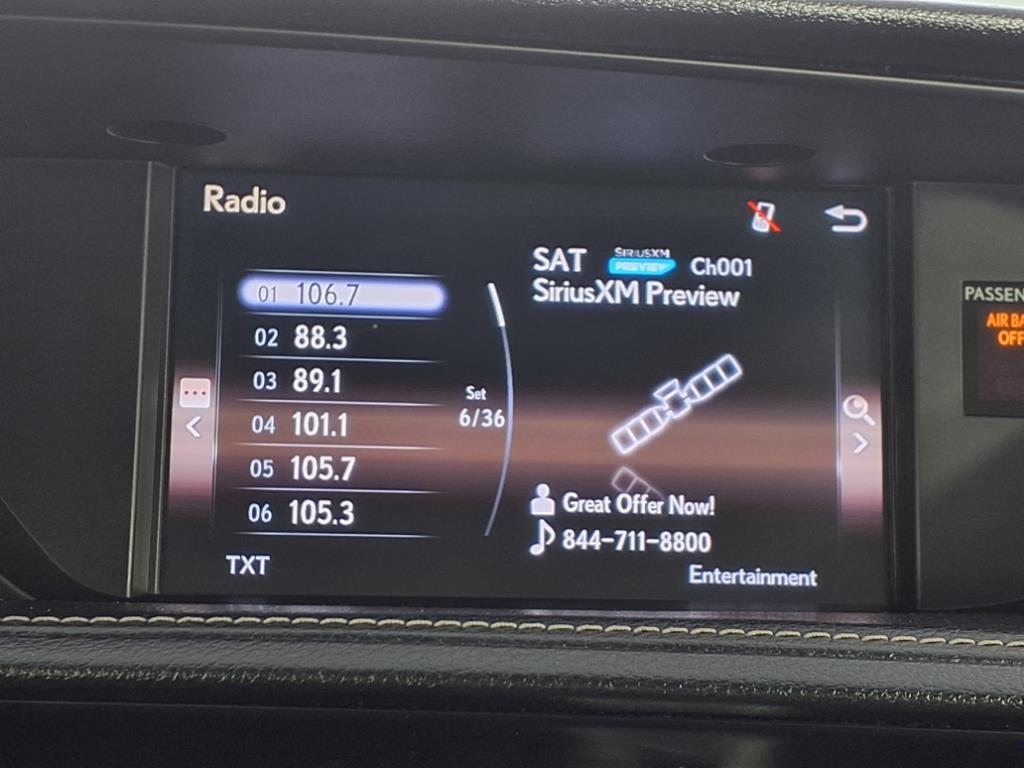 Radio
SAT SIRIUSXM PREVIEW Ch001
SiriusXM Preview
01 106.7
02 88.3
03 89.1
04 101.1
05 105.7
06 105.3
Set
6/36
TXT
Great Offer Now!
844-711-8800
Entertainment
PASSEN
AIR BA
OFF